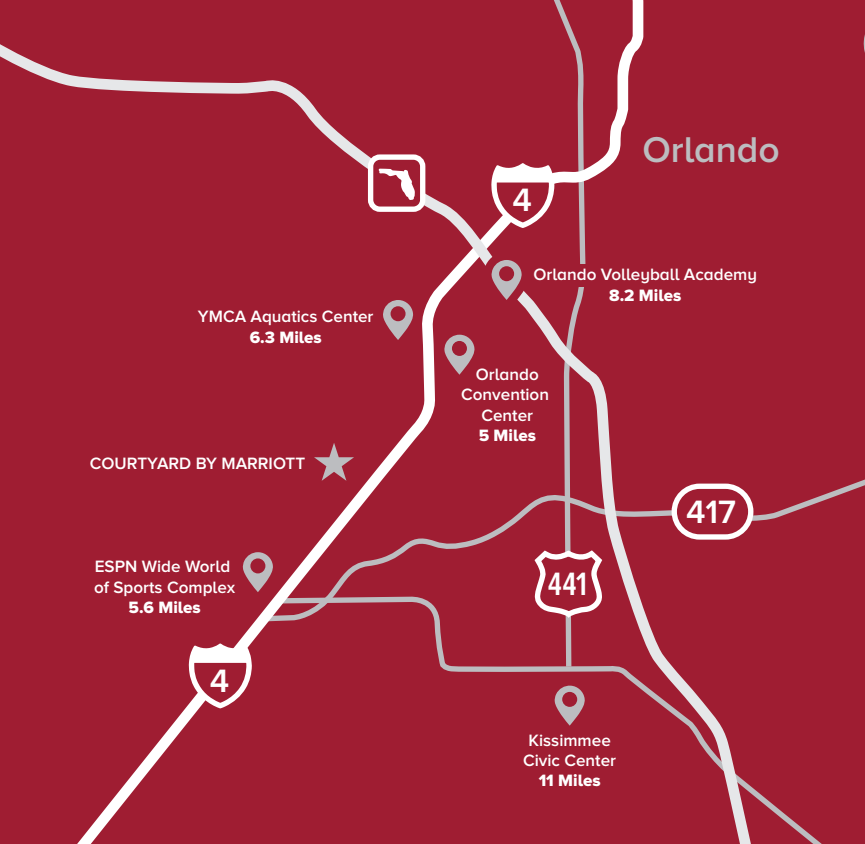 Orlando
4
Orlando Volleyball Academy
8.2 Miles
YMCA Aquatics Center
6.3 Miles
Orlando
Convention
Center
5 Miles
COURTYARD BY MARRIOTT
417
ESPN Wide World
of Sports Complex
5.6 Miles
441
4
Kissimmee
Civic Center
11 Miles